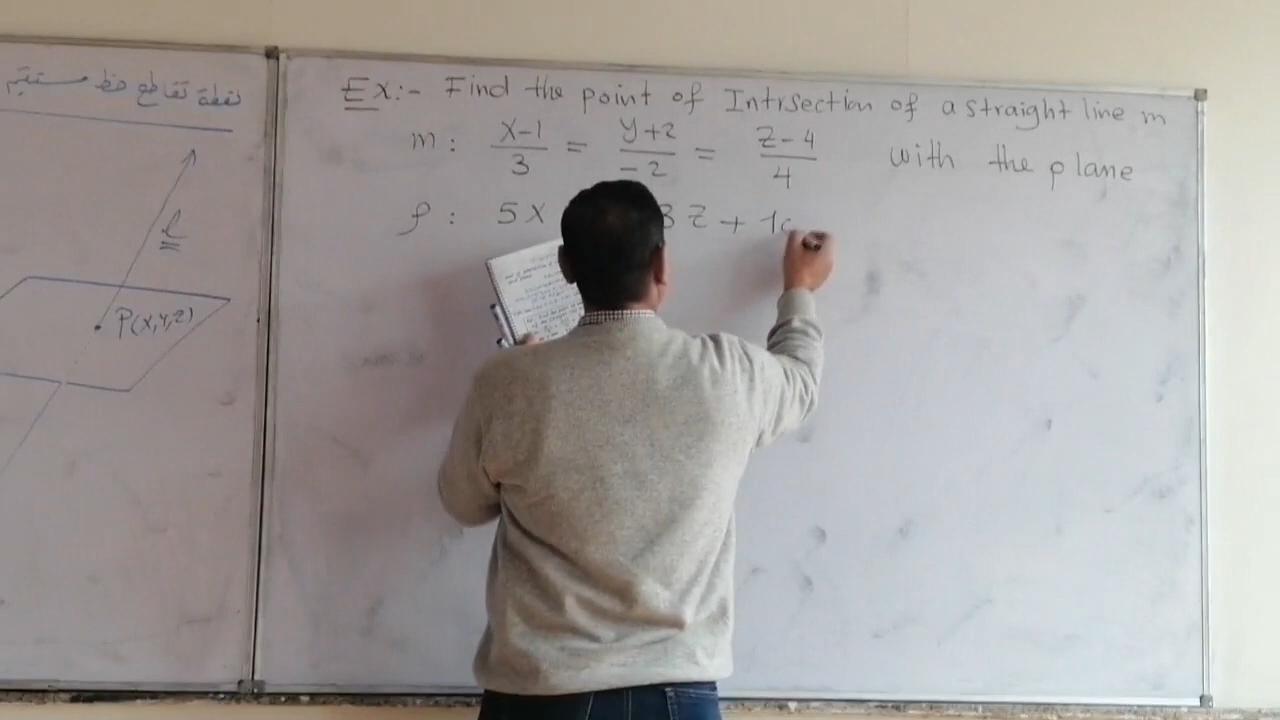 نقطة تقاطع خط مستقيم
l
P(x,y,z)
Ex:- Find the point of Intrsection of a straight line m
m: x-1/3 = y+2/-2 = z-4/4 with the plane
ρ: 5x 3z + 1